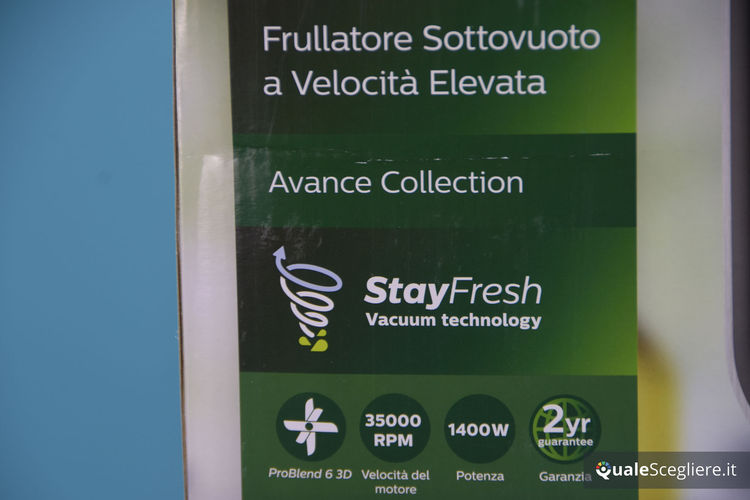 Frullatore Sottovuoto
a Velocità Elevata
Avance Collection
StayFresh
Vacuum technology
35000
RPM
1400W
2yr
guarantee
ProBlend 6 3D
Velocità del
motore
Potenza
Garanzia
QualeScegliere.it